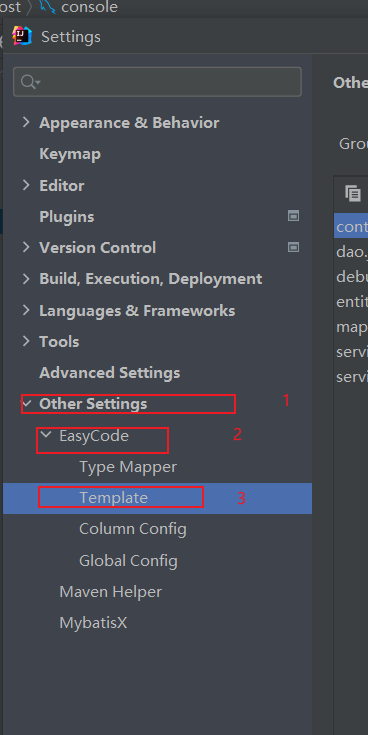 ost console
Settings
Othe
Appearance & Behavior
Keymap
Grou
Editor
Plugins
cont
Version Control
dao.j
Build, Execution, Deployment
debu
entit
Languages & Frameworks
map
Tools
servi
Advanced Settings
servi
Other Settings 1
EasyCode 2
Type Mapper
Template 3
Column Config
Global Config
Maven Helper
MybatisX